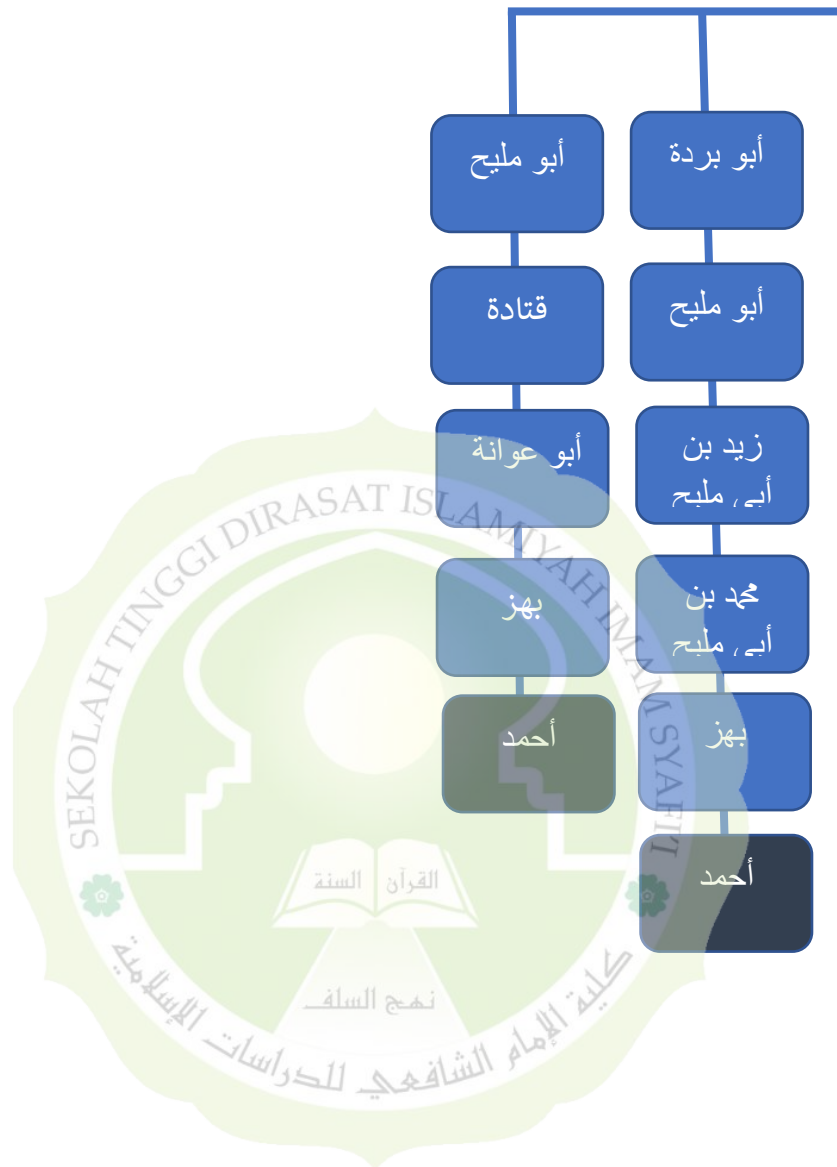 أبو بردة
أبو مليح
أبو مليح
قتادة
زيد بن
أبي مليح
أبو عوانة
محمد بن
أبي مليح
بهز
بهز
أحمد
أحمد
SEKOLAH TINGGI DIRASAT ISLAMIYAH IMAM SYAFI'I
القرآن السنة
نهج السلف
كلية الإمام الشافعي للدراسات الإسلامية